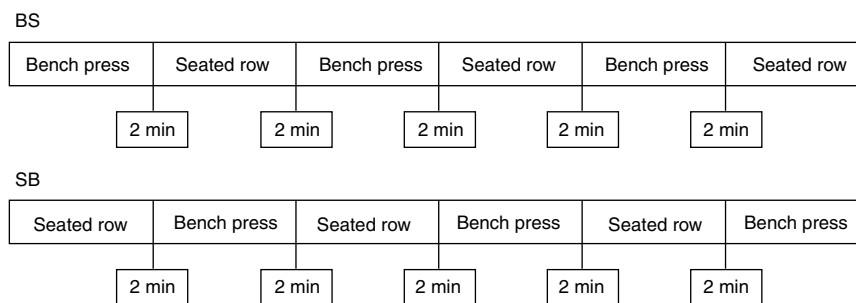 BS
Bench press Seated row Bench press Seated row Bench press Seated row
2 min 2 min 2 min 2 min 2 min
SB
Seated row Bench press Seated row Bench press Seated row Bench press
2 min 2 min 2 min 2 min 2 min